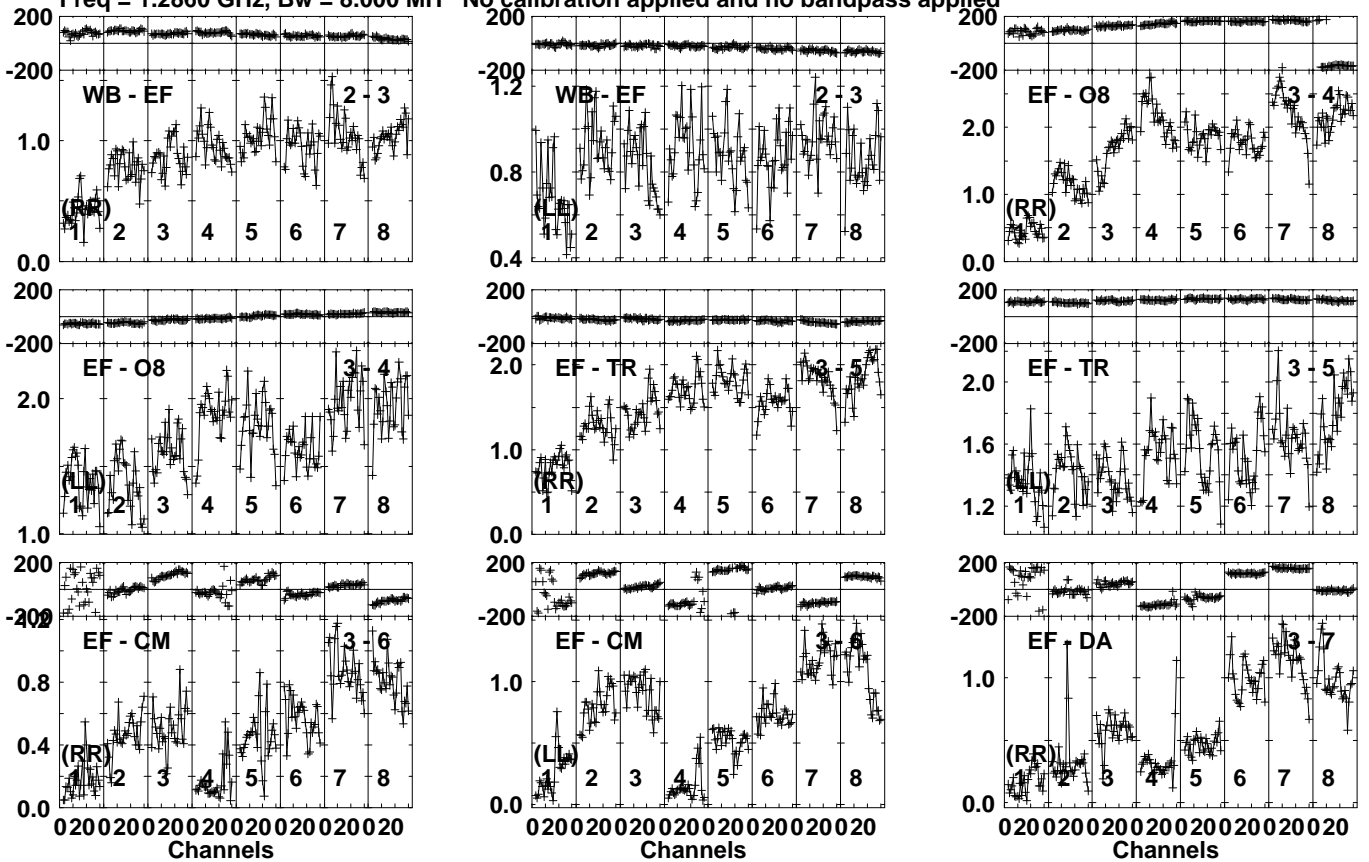 Freq = 1.2860 GHz, Bw = 8.000 MH No calibration applied and no bandpass applied
200 200 200
-200 -200 -200
WB - EF 2 - 3 1.2 WB - EF 2 - 3 EF - O8 3 - 4
1.0 2.0
0.8 1.0
(RR) (LL) (RR)
1 2 3 4 5 6 7 8 1 2 3 4 5 6 7 8 1 2 3 4 5 6 7 8
0.0 0.4 0.0
200 200 200
-200 -200 -200
EF - O8 3 - 4 2.0 EF - TR 3 - 5 EF - TR 3 - 5
2.0 2.0
1.0 1.6
(LL) (RR) (LL)
1 2 3 4 5 6 7 8 1 2 3 4 5 6 7 8 1.2 1 2 3 4 5 6 7 8
1.0 0.0
200 200 200
-200 -200 -200
1.2 EF - CM 3 - 6 EF - CM 3 - 6 EF - DA 3 - 7
0.8 1.0 1.0
0.4
(RR) (LL) (RR)
1 2 3 4 5 6 7 8 1 2 3 4 5 6 7 8 1 2 3 4 5 6 7 8
0.0 0.0 0.0
0 20 0 20 0 20 0 20 0 20 0 20 0 20 0 20 0 20 0 20 0 20 0 20 0 20 0 20 0 20 0 20 0 20 0 20 0 20 0 20 0 20 0 20 0 20 0 20
Channels Channels Channels